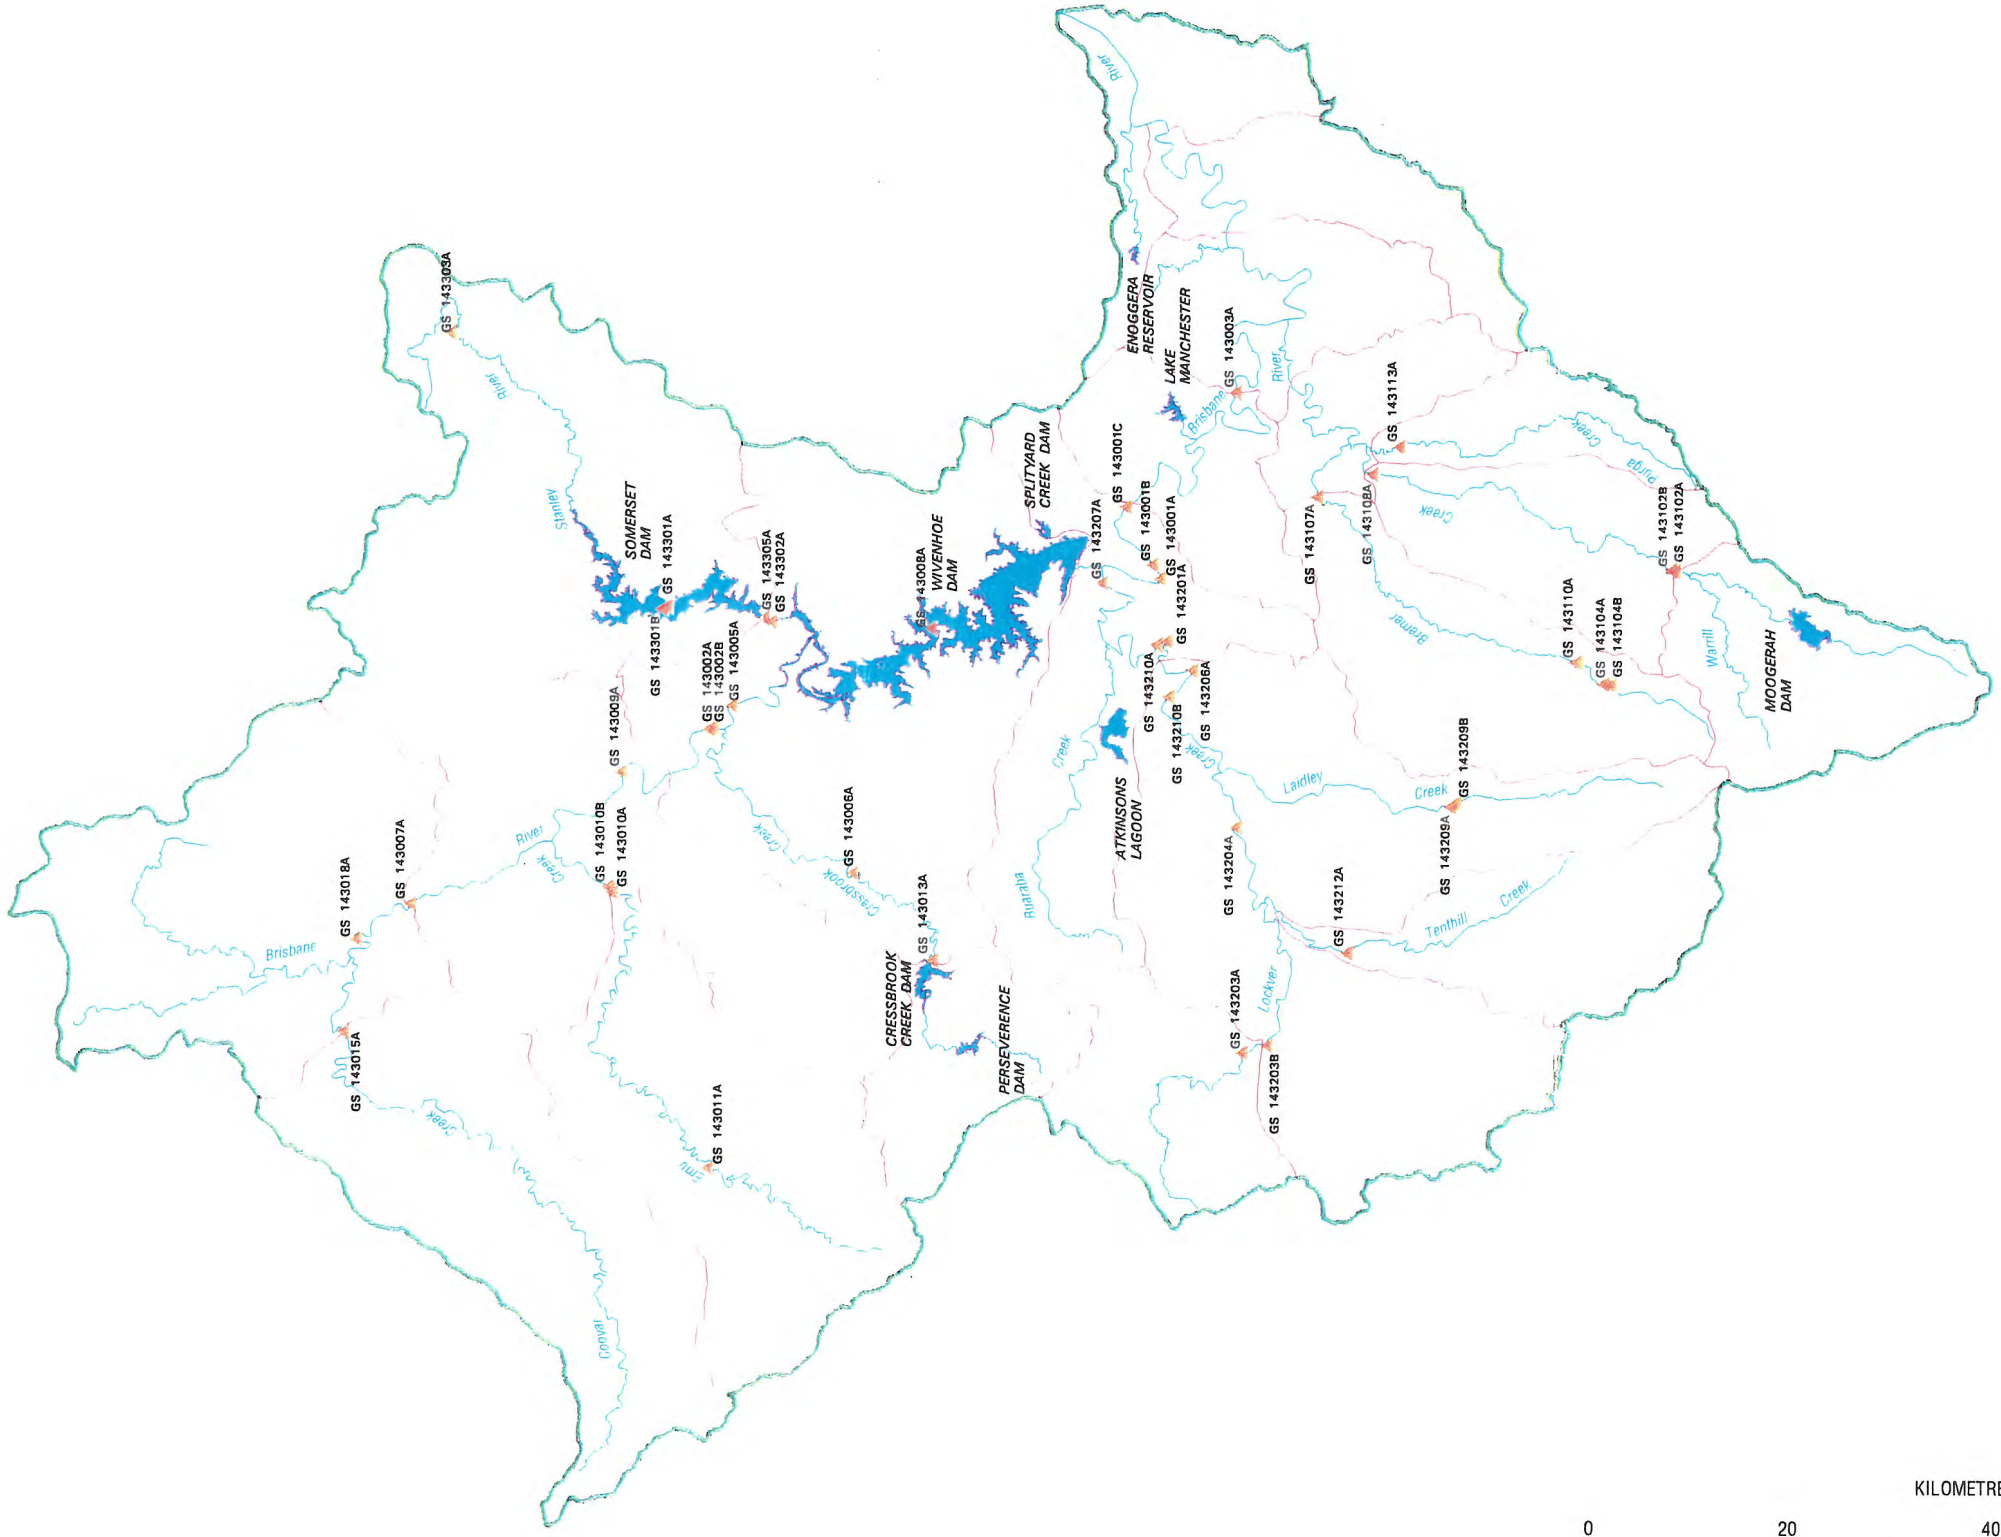 River
GS 143303A
River
Stanley
SOMERSET
DAM
GS 143301A
GS 143301B
GS 143305A
GS 143302A
GS 143002A
GS 143002B
GS 143005A
GS 143009A
GS 143008A
WIVENHOE
DAM
SPLITYARD
CREEK DAM
ENOGGERA
RESERVOIR
LAKE
MANCHESTER
GS 143003A
Brisbane
River
GS 143001C
GS 143207A
GS 143001B
GS 143001A
GS 143201A
GS 143210A
GS 143210B
GS 143206A
Creek
GS 143113A
GS 143107A
GS 143108A
Creek
Purga
Creek
GS 143102B
GS 143102A
Bremer
GS 143110A
GS 143104A
GS 143104B
Warrill
MOOGERAH
DAM
GS 143018A
GS 143007A
Brisbane
River
Creek
GS 143010B
GS 143010A
GS 143015A
Creek
Cooyar
GS 143011A
Emu
Creek
Cressbrook
GS 143006A
GS 143013A
CRESSBROOK
CREEK DAM
PERSEVERENCE
DAM
Creek
Buaraba
ATKINSONS
LAGOON
GS 143204A
Laidley
Creek
GS 143209B
GS 143209A
GS 143212A
Tenthill
Creek
GS 143203A
GS 143203B
Lockyer
KILOMETRE
0 20 40